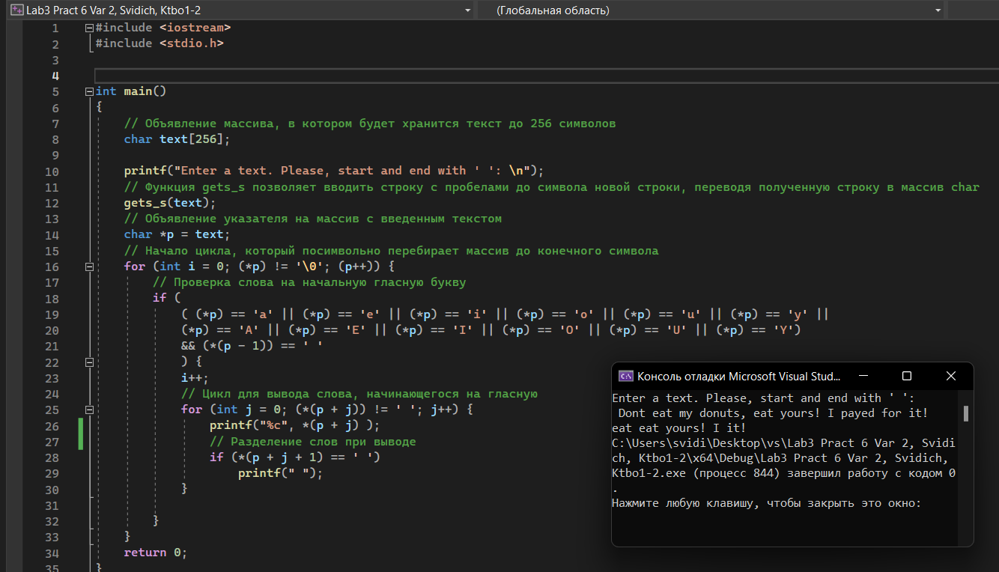 Lab3 Pract 6 Var 2, Svidich, Ktbo1-2 (Глобальная область)
1 #include <iostream>
2 #include <stdio.h>
3
4
5 int main()
6 {
7 // Объявление массива, в котором будет хранится текст до 256 символов
8 char text[256];
9
10 printf("Enter a text. Please, start and end with ' ': \n");
11 // Функция gets_s позволяет вводить строку с пробелами до символа новой строки, переводя полученную строку в массив char
12 gets_s(text);
13 // Объявление указателя на массив с введенным текстом
14 char *p = text;
15 // Начало цикла, который посимвольно перебирает массив до конечного символа
16 for (int i = 0; (*p) != '\0'; (p++)) {
17 // Проверка слова на начальную гласную букву
18 if (
19 ( (*p) == 'a' || (*p) == 'e' || (*p) == 'i' || (*p) == 'o' || (*p) == 'u' || (*p) == 'y' ||
20 (*p) == 'A' || (*p) == 'E' || (*p) == 'I' || (*p) == 'O' || (*p) == 'U' || (*p) == 'Y')
21 && (*(p - 1)) == ' '
22 ) {
23 i++;
24 // Цикл для вывода слова, начинающегося на гласную
25 for (int j = 0; (*(p + j)) != ' '; j++) {
26 printf("%c", *(p + j) );
27 // Разделение слов при выводе
28 if (*(p + j + 1) == ' ')
29 printf(" ");
30 }
31
32 }
33 }
34 return 0;
35 }
Консоль отладки Microsoft Visual Stud...
Enter a text. Please, start and end with ' ':
Dont eat my donuts, eat yours! I payed for it!
eat eat yours! I it!
C:\Users\svidi\Desktop\vs\Lab3 Pract 6 Var 2, Svidi
ch, Ktbo1-2\x64\Debug\Lab3 Pract 6 Var 2, Svidich,
Ktbo1-2.exe (процесс 844) завершил работу с кодом 0
.
Нажмите любую клавишу, чтобы закрыть это окно: